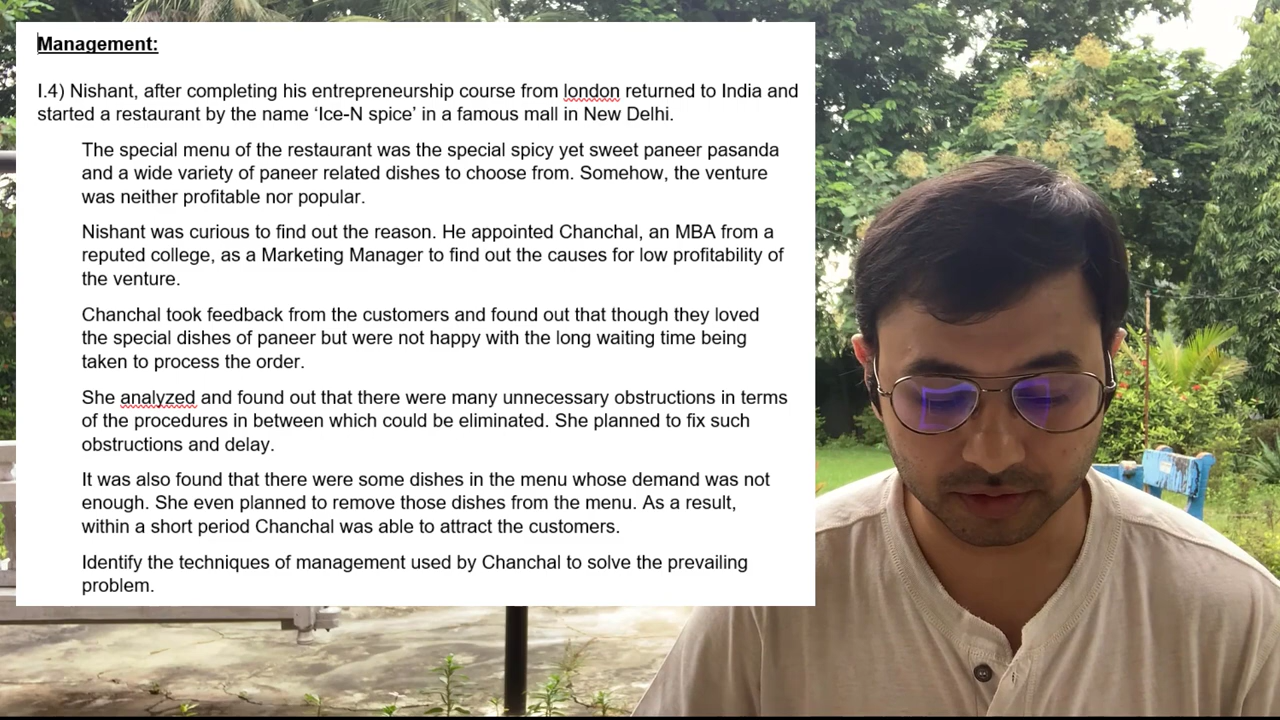 Management:
I.4) Nishant, after completing his entrepreneurship course from london returned to India and
started a restaurant by the name ‘Ice-N spice’ in a famous mall in New Delhi.
The special menu of the restaurant was the special spicy yet sweet paneer pasanda
and a wide variety of paneer related dishes to choose from. Somehow, the venture
was neither profitable nor popular.
Nishant was curious to find out the reason. He appointed Chanchal, an MBA from a
reputed college, as a Marketing Manager to find out the causes for low profitability of
the venture.
Chanchal took feedback from the customers and found out that though they loved
the special dishes of paneer but were not happy with the long waiting time being
taken to process the order.
She analyzed and found out that there were many unnecessary obstructions in terms
of the procedures in between which could be eliminated. She planned to fix such
obstructions and delay.
It was also found that there were some dishes in the menu whose demand was not
enough. She even planned to remove those dishes from the menu. As a result,
within a short period Chanchal was able to attract the customers.
Identify the techniques of management used by Chanchal to solve the prevailing
problem.